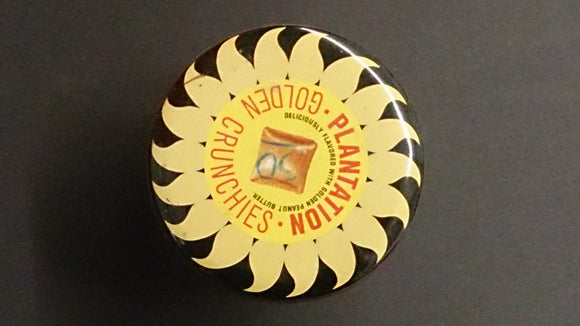 PLANTATION
GOLDEN CRUNCHIES
DELICIOUSLY FLAVORED WITH GOLDEN PEANUT BUTTER